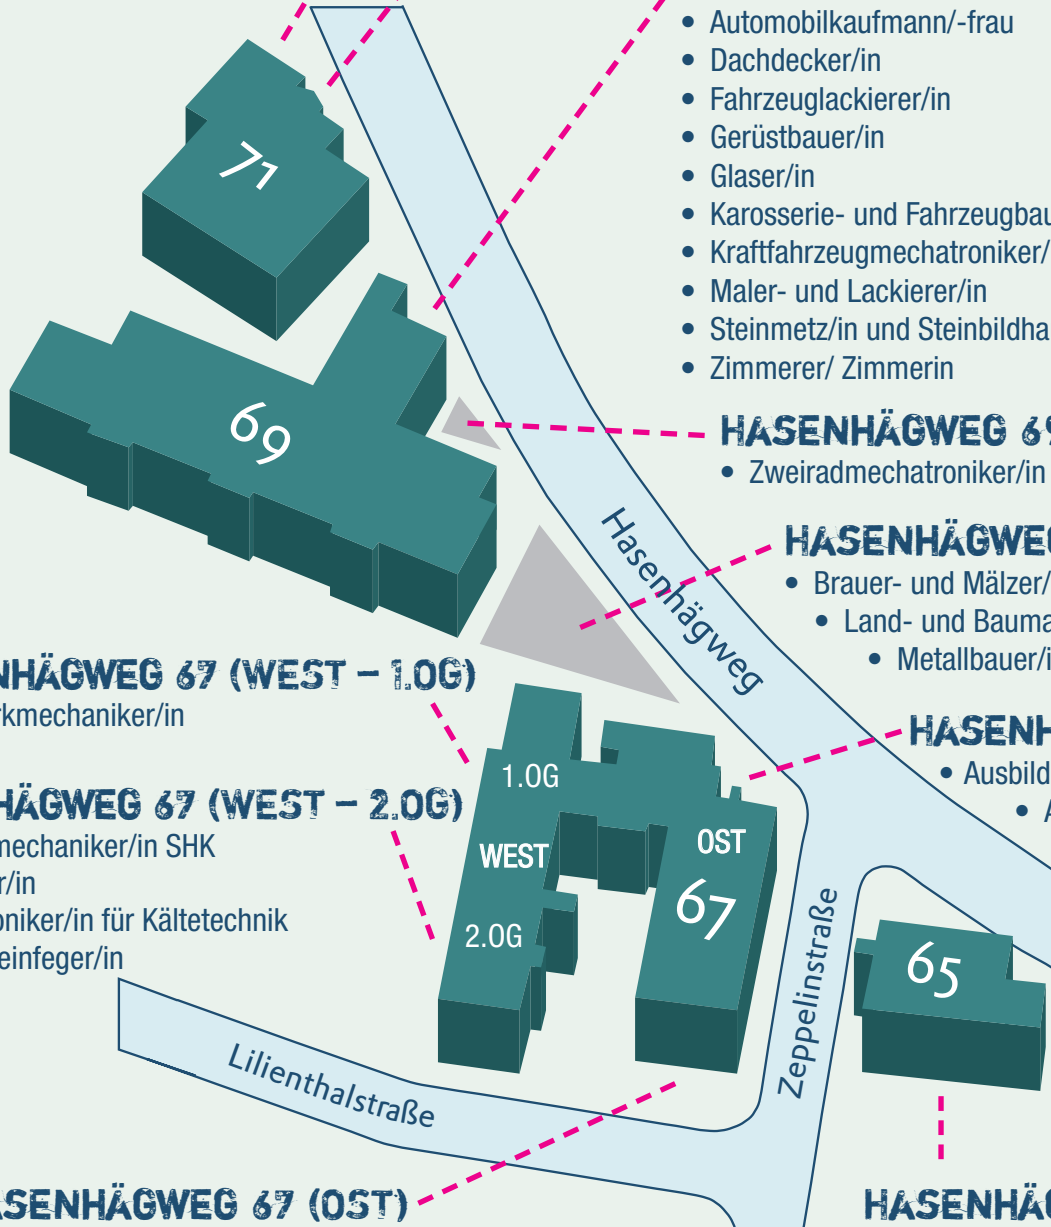 • Automobilkaufmann/-frau
• Dachdecker/in
• Fahrzeuglackierer/in
• Gerüstbauer/in
• Glaser/in
• Karosserie- und Fahrzeugbau
• Kraftfahrzeugmechatroniker/
• Maler- und Lackierer/in
• Steinmetz/in und Steinbildha
• Zimmerer/ Zimmerin
71
69
HASENHÄGWEG 69
• Zweiradmechatroniker/in
Hasenhägweg
HASENHÄGWEG
• Brauer- und Mälzer/
• Land- und Bauma
• Metallbauer/i
NHÄGWEG 67 (WEST – 1.OG)
rkmechaniker/in
HASENH
• Ausbild
• A
1.OG
HÄGWEG 67 (WEST – 2.OG)
mechaniker/in SHK
r/in
oniker/in für Kältetechnik
einfeger/in
WEST
OST
67
2.OG
65
Zeppelinstraße
Lilienthalstraße
ASENHÄGWEG 67 (OST)
HASENHÄG